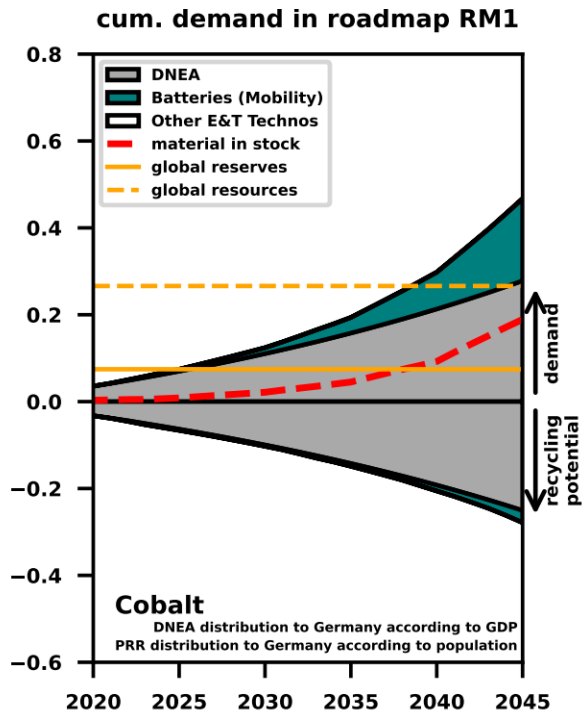 cum. demand in roadmap RM1
0.8
0.6
0.4
0.2
0.0
−0.2
−0.4
−0.6
DNEA
Batteries (Mobility)
Other E&T Technos
material in stock
global reserves
global resources
demand
recycling
potential
Cobalt
DNEA distribution to Germany according to GDP
PRR distribution to Germany according to population
2020 2025 2030 2035 2040 2045